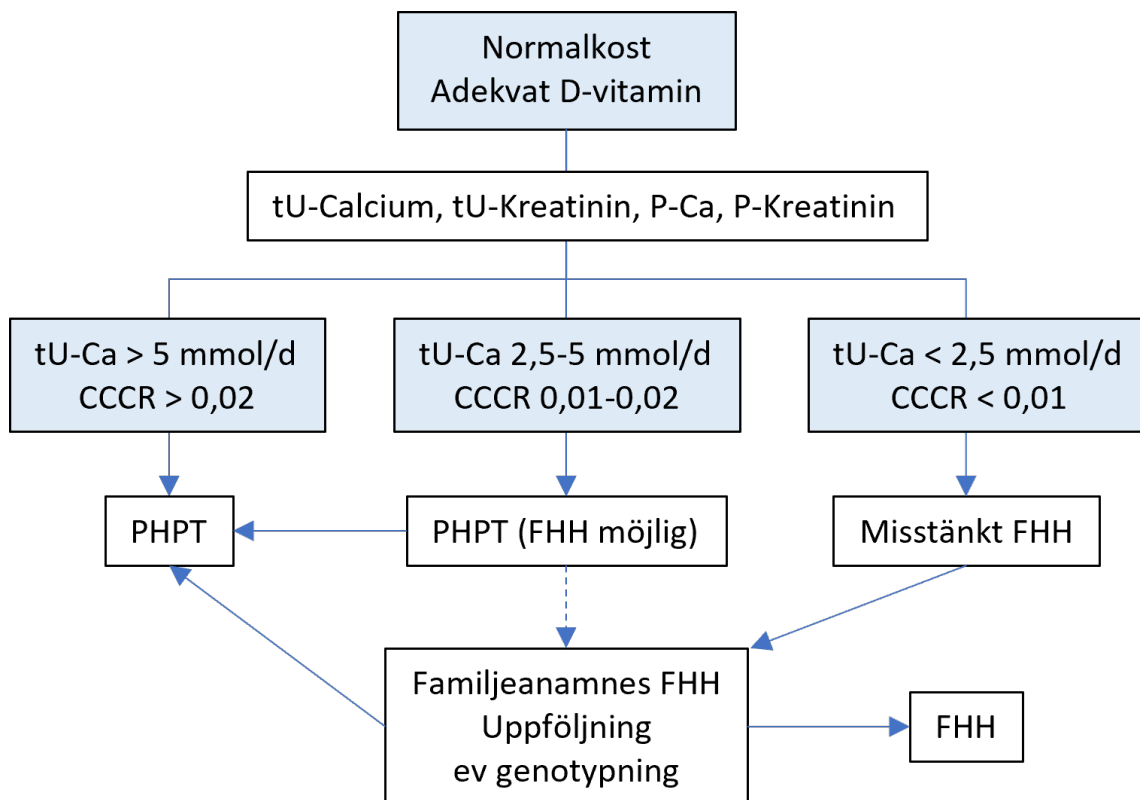 Normalkost
Adekvat D-vitamin
tU-Calcium, tU-Kreatinin, P-Ca, P-Kreatinin
tU-Ca > 5 mmol/d
CCCR > 0,02
tU-Ca 2,5-5 mmol/d
CCCR 0,01-0,02
tU-Ca < 2,5 mmol/d
CCCR < 0,01
PHPT
PHPT (FHH möjlig)
Misstänkt FHH
Familjeanamnes FHH
Uppföljning
ev genotypning
FHH